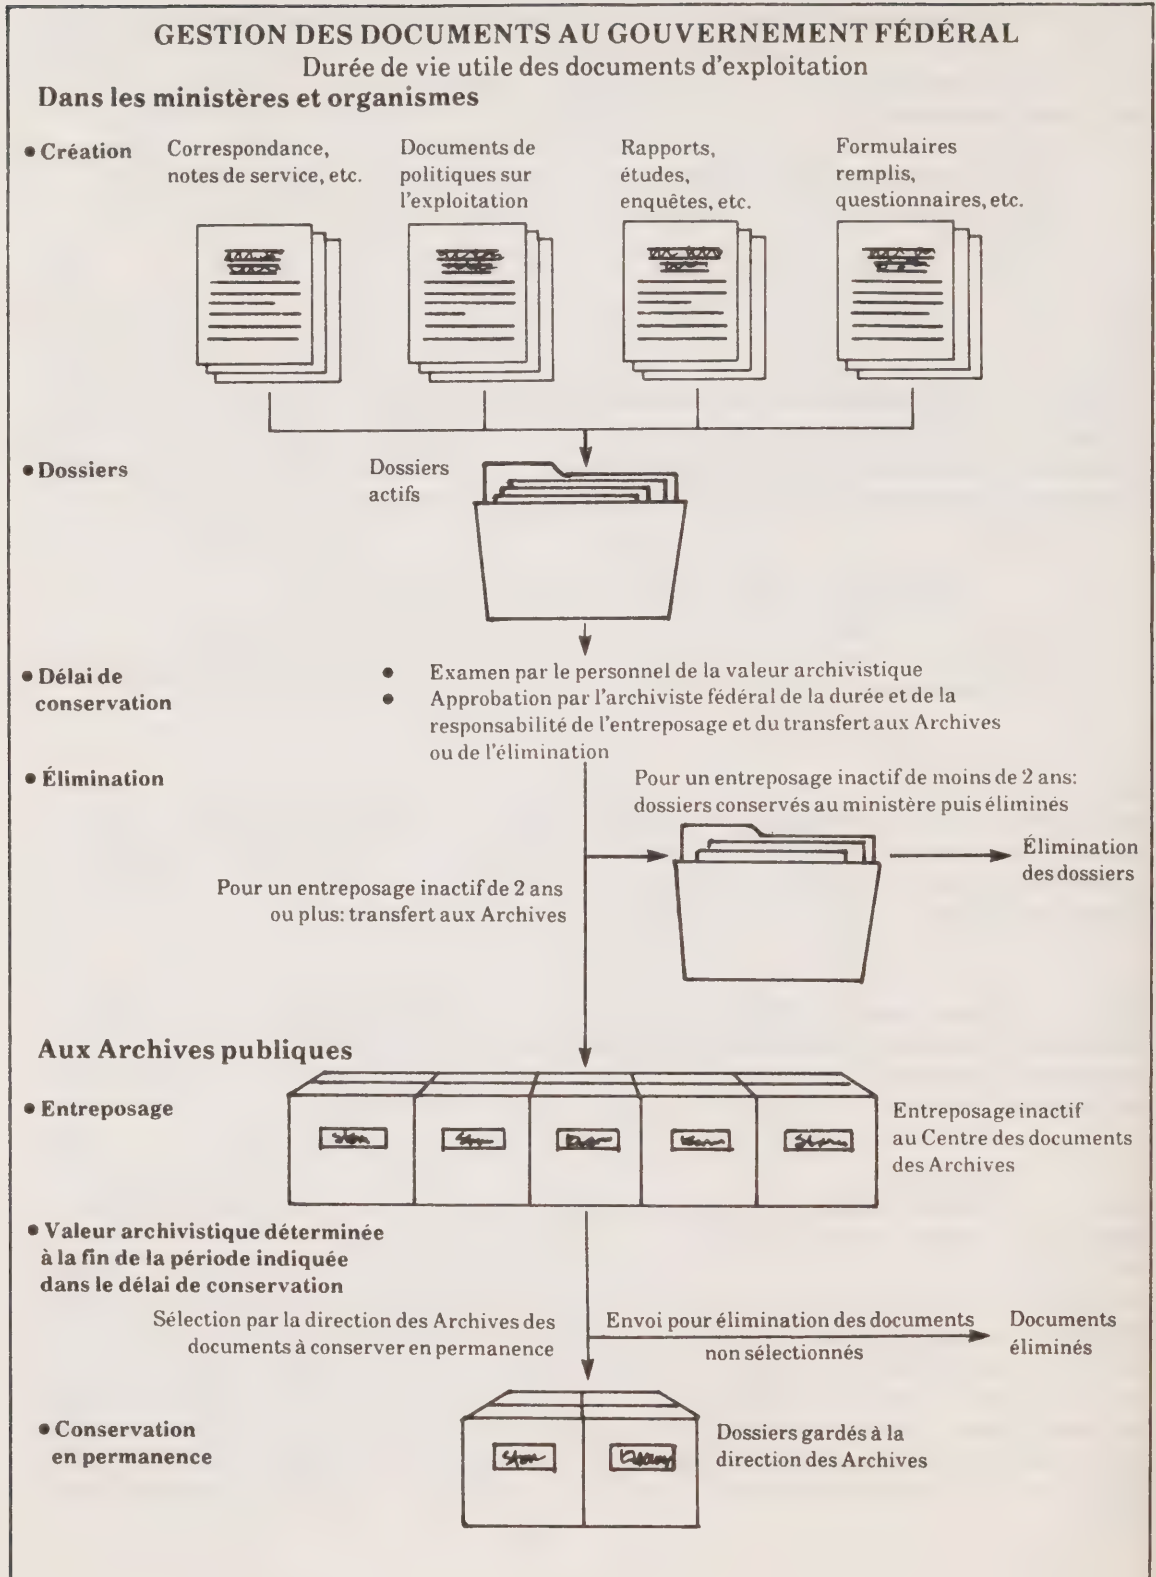 GESTION DES DOCUMENTS AU GOUVERNEMENT FÉDÉRAL
Durée de vie utile des documents d'exploitation
Dans les ministères et organismes
• Création
Correspondance,
notes de service, etc.
Documents de
politiques sur
l'exploitation
Rapports,
études,
enquêtes, etc.
Formulaires
remplis,
questionnaires, etc.
• Dossiers
Dossiers
actifs
• Délai de
conservation
• Examen par le personnel de la valeur archivistique
• Approbation par l'archiviste fédéral de la durée et de la
responsabilité de l'entreposage et du transfert aux Archives
ou de l'élimination
• Élimination
Pour un entreposage inactif de moins de 2 ans:
dossiers conservés au ministère puis éliminés
Élimination
des dossiers
Pour un entreposage inactif de 2 ans
ou plus: transfert aux Archives
Aux Archives publiques
• Entreposage
Entreposage inactif
au Centre des documents
des Archives
• Valeur archivistique déterminée
à la fin de la période indiquée
dans le délai de conservation
Sélection par la direction des Archives des
documents à conserver en permanence
Envoi pour élimination des documents
non sélectionnés
Documents
éliminés
• Conservation
en permanence
Dossiers gardés à la
direction des Archives